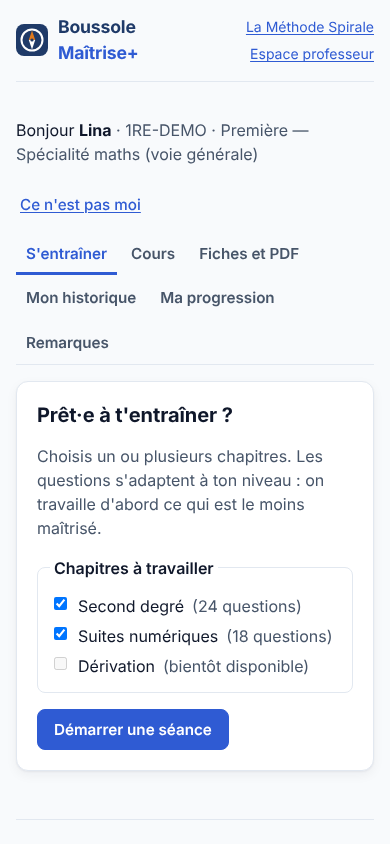 Boussole
Maîtrise+
La Méthode Spirale
Espace professeur
Bonjour Lina · 1RE-DEMO · Première —
Spécialité maths (voie générale)
Ce n'est pas moi
S'entraîner Cours Fiches et PDF
Mon historique Ma progression
Remarques
Prêt·e à t'entraîner ?
Choisis un ou plusieurs chapitres. Les
questions s'adaptent à ton niveau : on
travaille d'abord ce qui est le moins
maîtrisé.
Chapitres à travailler
Second degré (24 questions)
Suites numériques (18 questions)
Dérivation (bientôt disponible)
Démarrer une séance